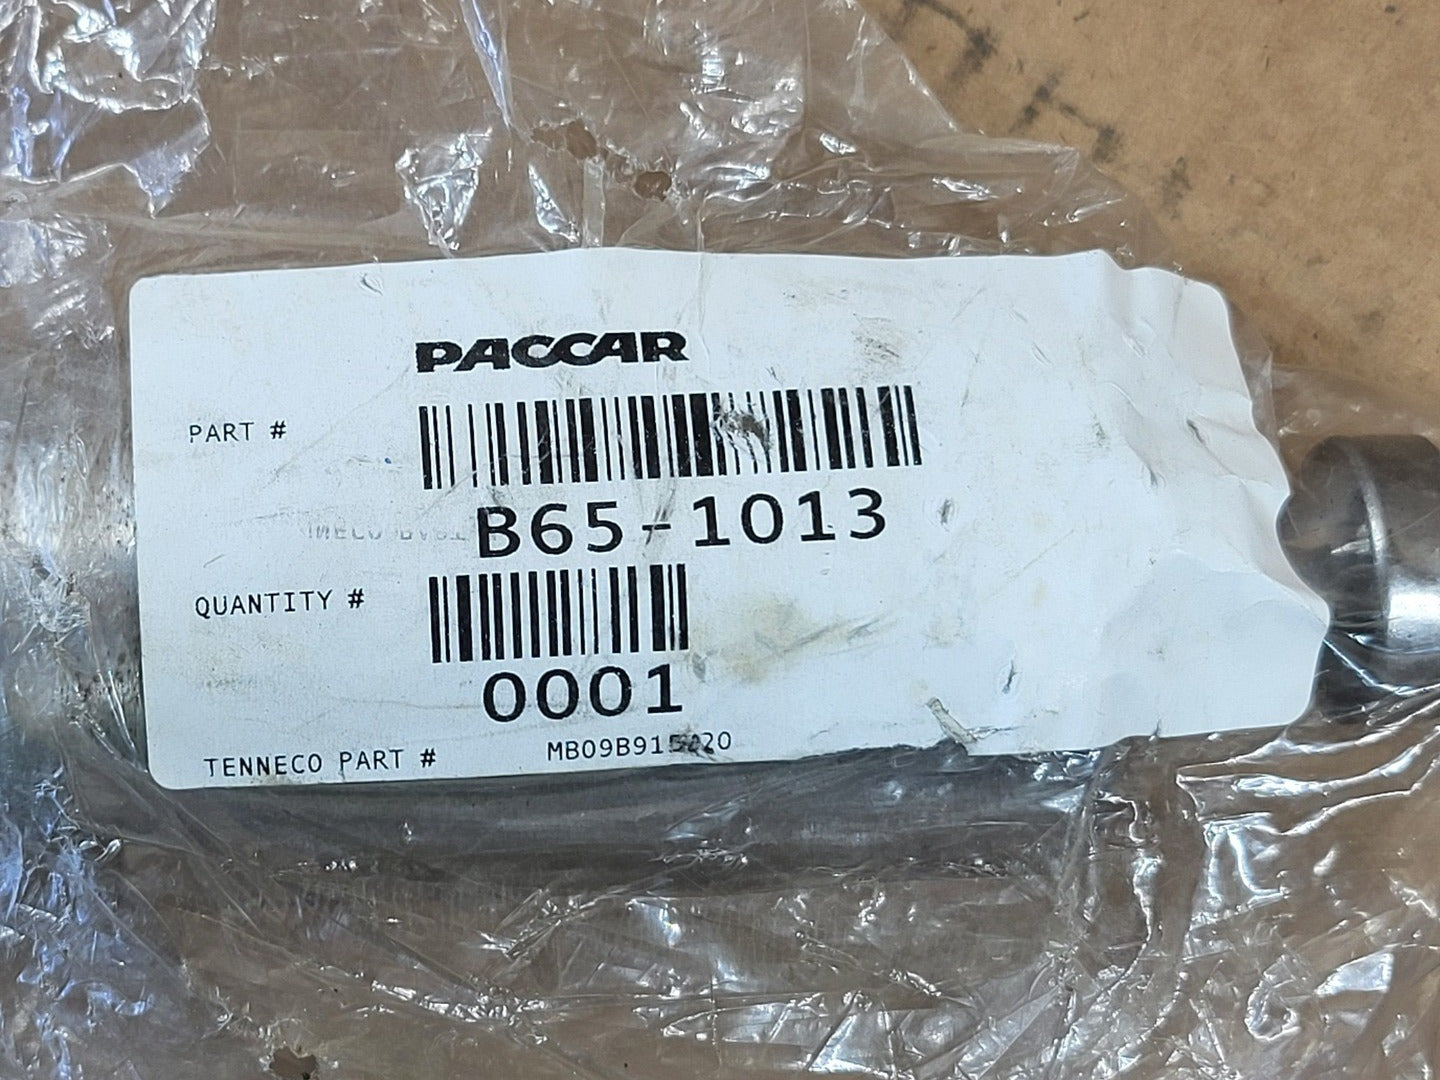 PACCAR
PART #
B65-1013
QUANTITY #
0001
TENNECO PART #